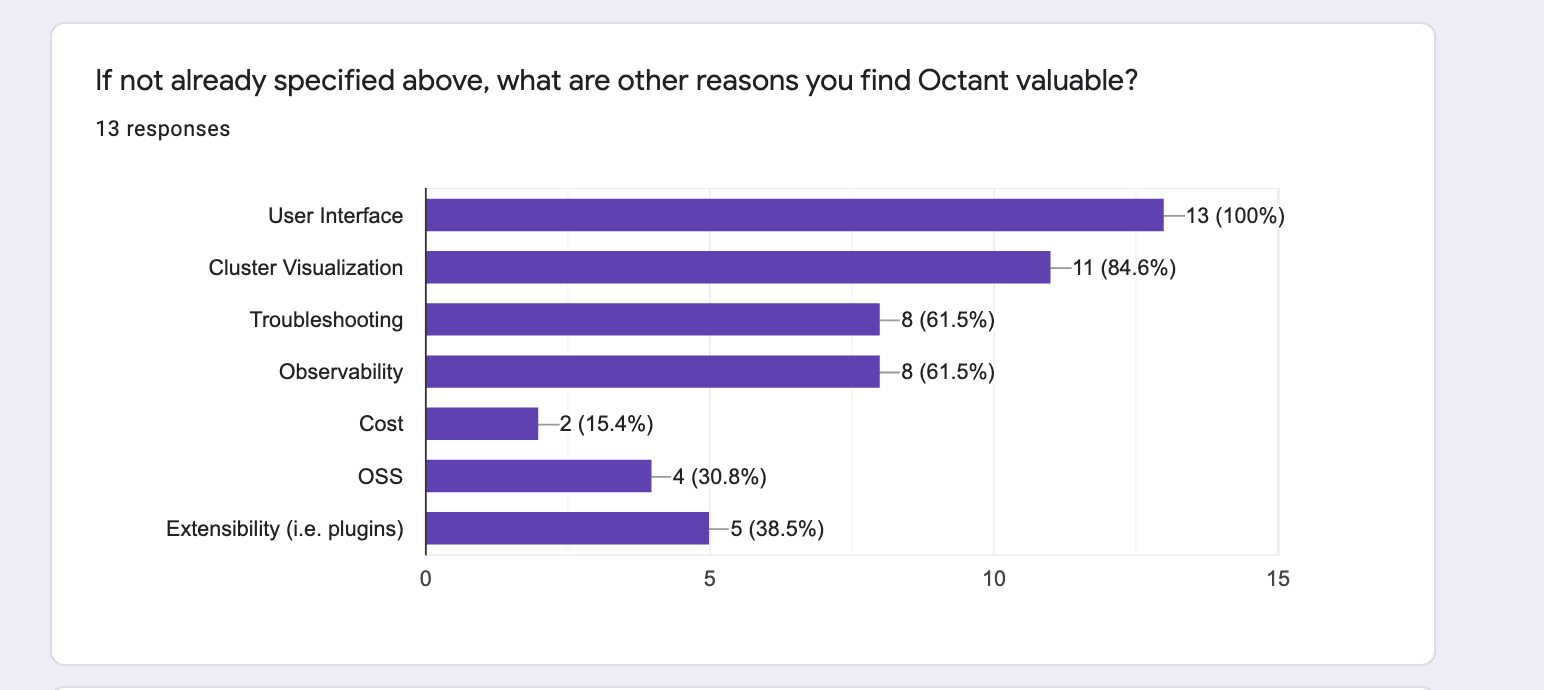 If not already specified above, what are other reasons you find Octant valuable?
13 responses
User Interface
13 (100%)
Cluster Visualization
11 (84.6%)
Troubleshooting
8 (61.5%)
Observability
8 (61.5%)
Cost
2 (15.4%)
OSS
4 (30.8%)
Extensibility (i.e. plugins)
5 (38.5%)
0
5
10
15